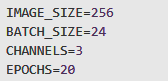 IMAGE_SIZE=256
BATCH_SIZE=24
CHANNELS=3
EPOCHS=20